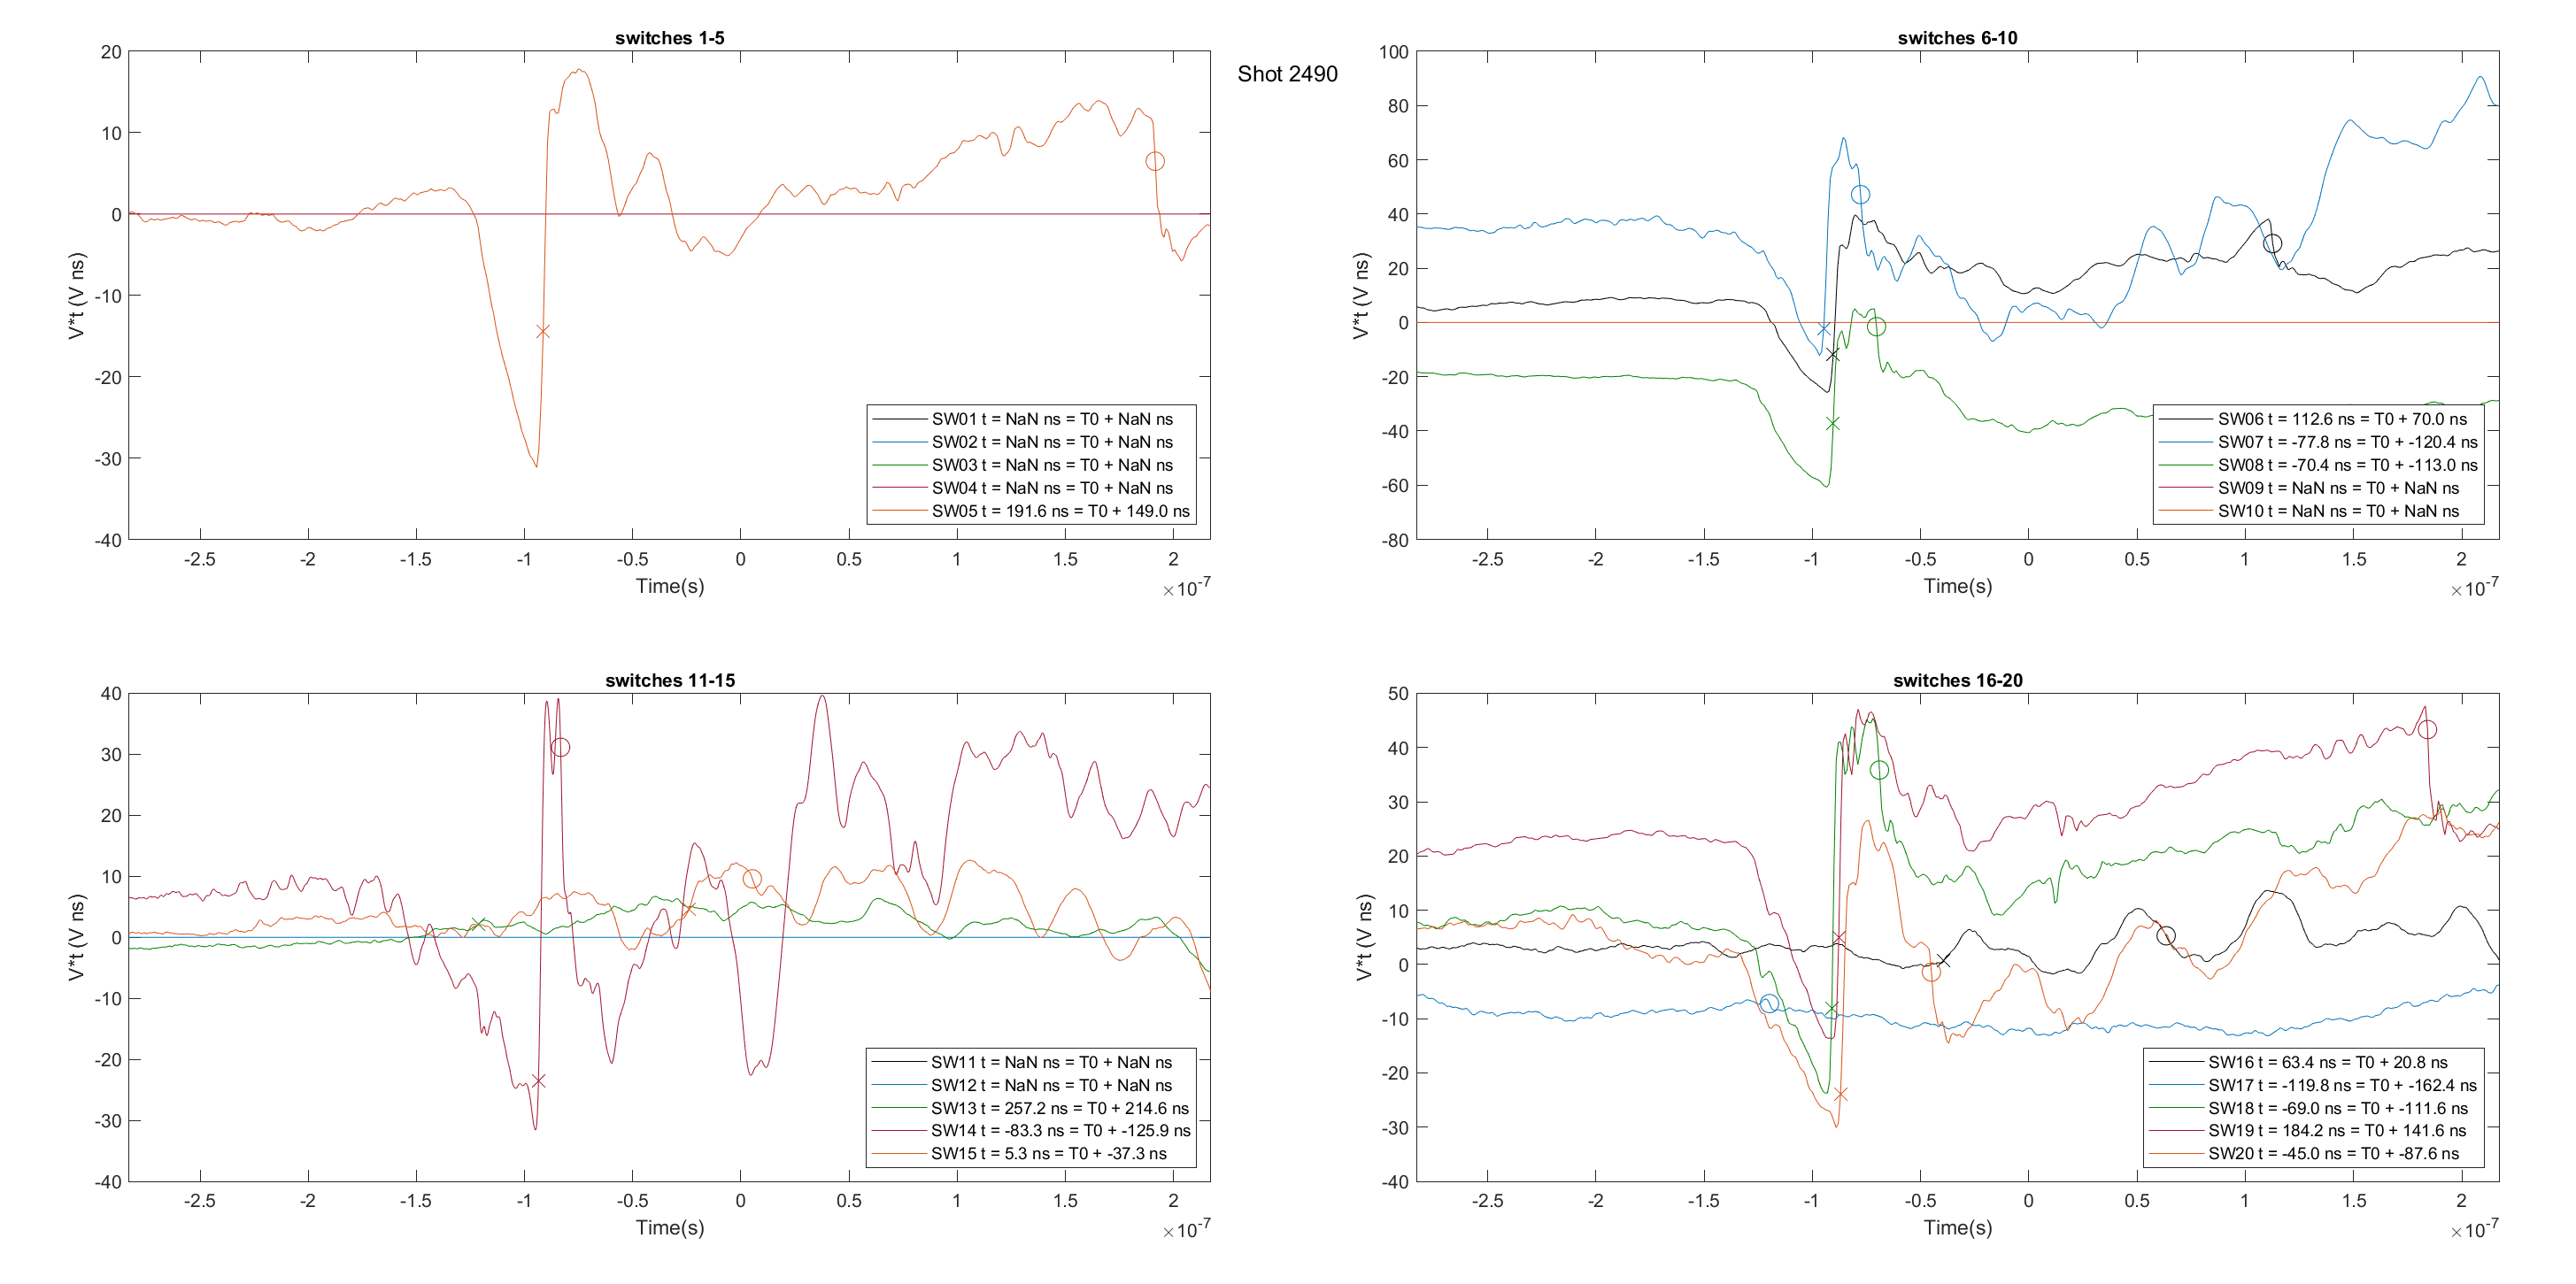 Shot 2490
switches 1-5
20
10
0
-10
-20
-30
-40
V*t (V ns)
-2.5 -2 -1.5 -1 -0.5 0 0.5 1 1.5 2
Time(s)
×10-7
SW01 t = NaN ns = T0 + NaN ns
SW02 t = NaN ns = T0 + NaN ns
SW03 t = NaN ns = T0 + NaN ns
SW04 t = NaN ns = T0 + NaN ns
SW05 t = 191.6 ns = T0 + 149.0 ns
switches 6-10
100
80
60
40
20
0
-20
-40
-60
-80
V*t (V ns)
-2.5 -2 -1.5 -1 -0.5 0 0.5 1 1.5 2
Time(s)
×10-7
SW06 t = 112.6 ns = T0 + 70.0 ns
SW07 t = -77.8 ns = T0 + -120.4 ns
SW08 t = -70.4 ns = T0 + -113.0 ns
SW09 t = NaN ns = T0 + NaN ns
SW10 t = NaN ns = T0 + NaN ns
switches 11-15
40
30
20
10
0
-10
-20
-30
-40
V*t (V ns)
-2.5 -2 -1.5 -1 -0.5 0 0.5 1 1.5 2
Time(s)
×10-7
SW11 t = NaN ns = T0 + NaN ns
SW12 t = NaN ns = T0 + NaN ns
SW13 t = 257.2 ns = T0 + 214.6 ns
SW14 t = -83.3 ns = T0 + -125.9 ns
SW15 t = 5.3 ns = T0 + -37.3 ns
switches 16-20
50
40
30
20
10
0
-10
-20
-30
-40
V*t (V ns)
-2.5 -2 -1.5 -1 -0.5 0 0.5 1 1.5 2
Time(s)
×10-7
SW16 t = 63.4 ns = T0 + 20.8 ns
SW17 t = -119.8 ns = T0 + -162.4 ns
SW18 t = -69.0 ns = T0 + -111.6 ns
SW19 t = 184.2 ns = T0 + 141.6 ns
SW20 t = -45.0 ns = T0 + -87.6 ns